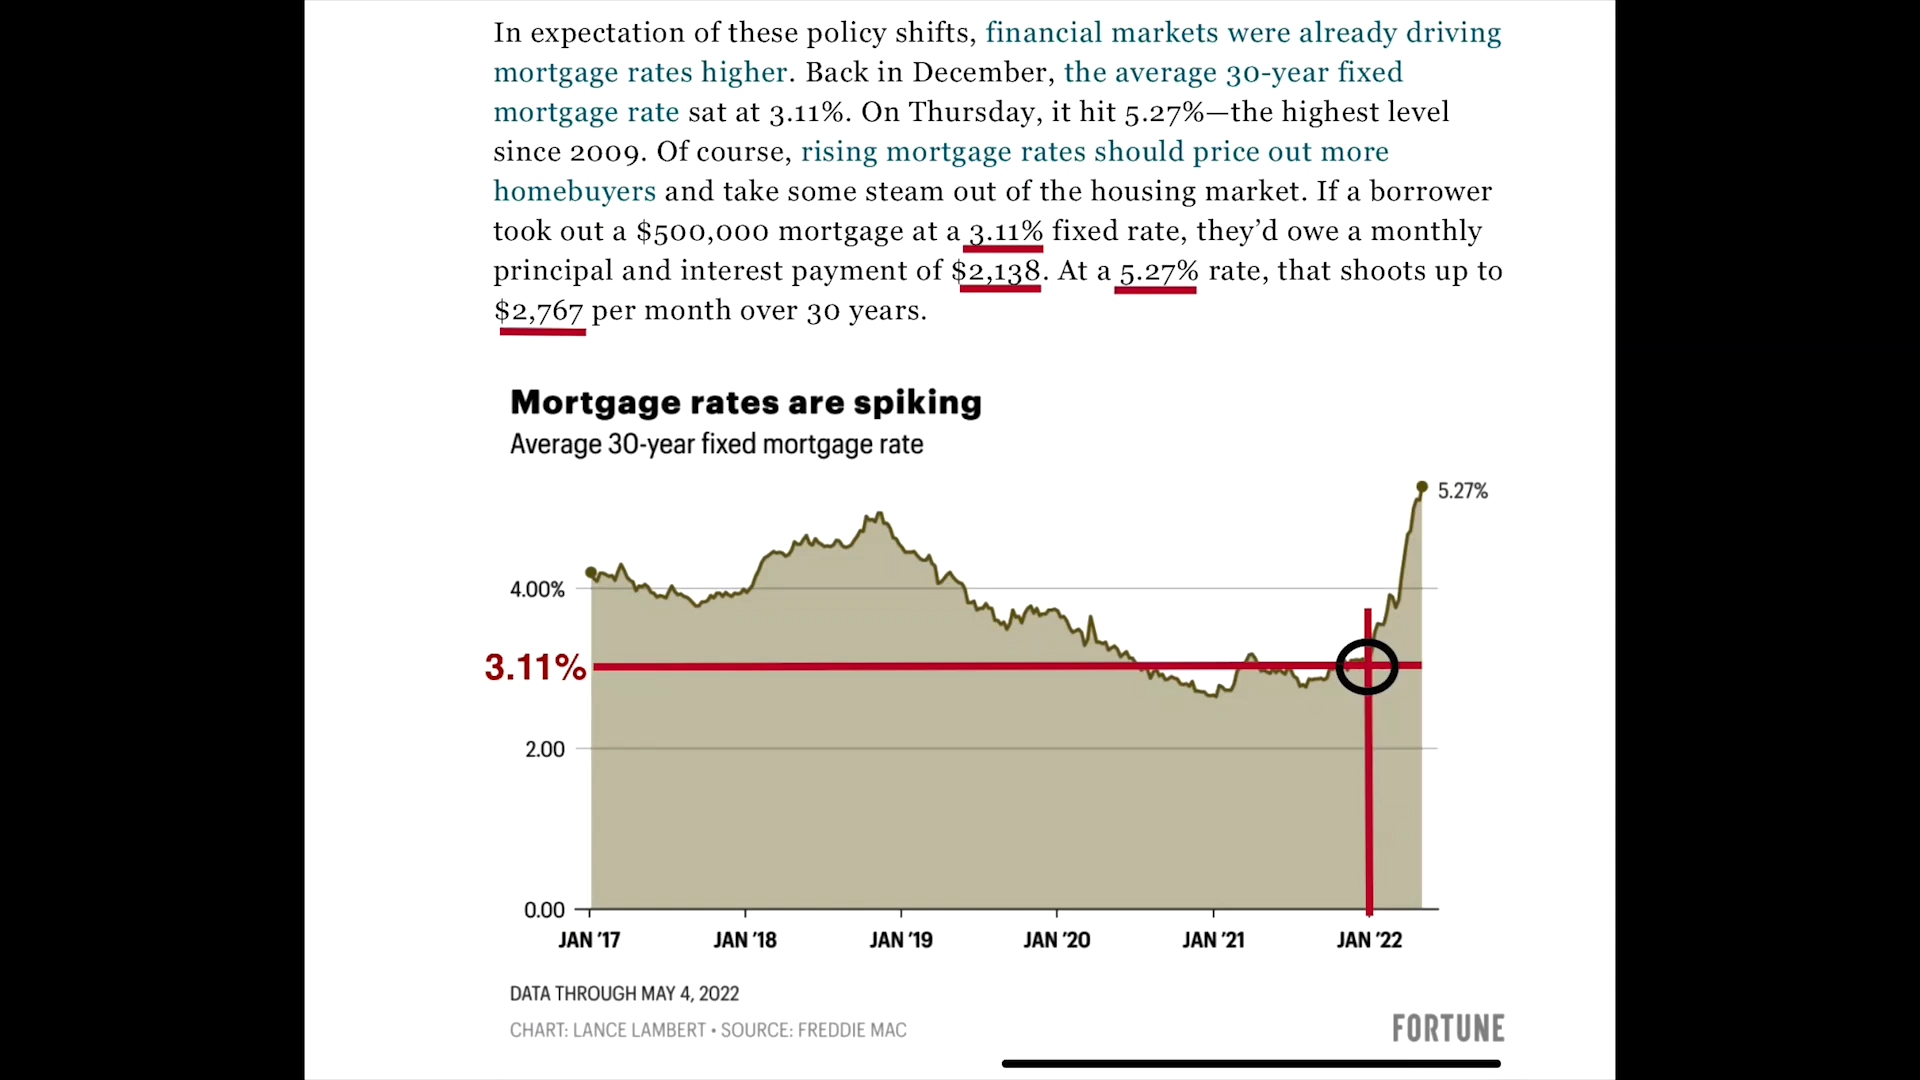 In expectation of these policy shifts, financial markets were already driving
mortgage rates higher. Back in December, the average 30-year fixed
mortgage rate sat at 3.11%. On Thursday, it hit 5.27%—the highest level
since 2009. Of course, rising mortgage rates should price out more
homebuyers and take some steam out of the housing market. If a borrower
took out a $500,000 mortgage at a 3.11% fixed rate, they’d owe a monthly
principal and interest payment of $2,138. At a 5.27% rate, that shoots up to
$2,767 per month over 30 years.
Mortgage rates are spiking
Average 30-year fixed mortgage rate
5.27%
4.00%
3.11%
2.00
0.00
JAN ’17 JAN ’18 JAN ’19 JAN ’20 JAN ’21 JAN ’22
DATA THROUGH MAY 4, 2022
CHART: LANCE LAMBERT • SOURCE: FREDDIE MAC
FORTUNE